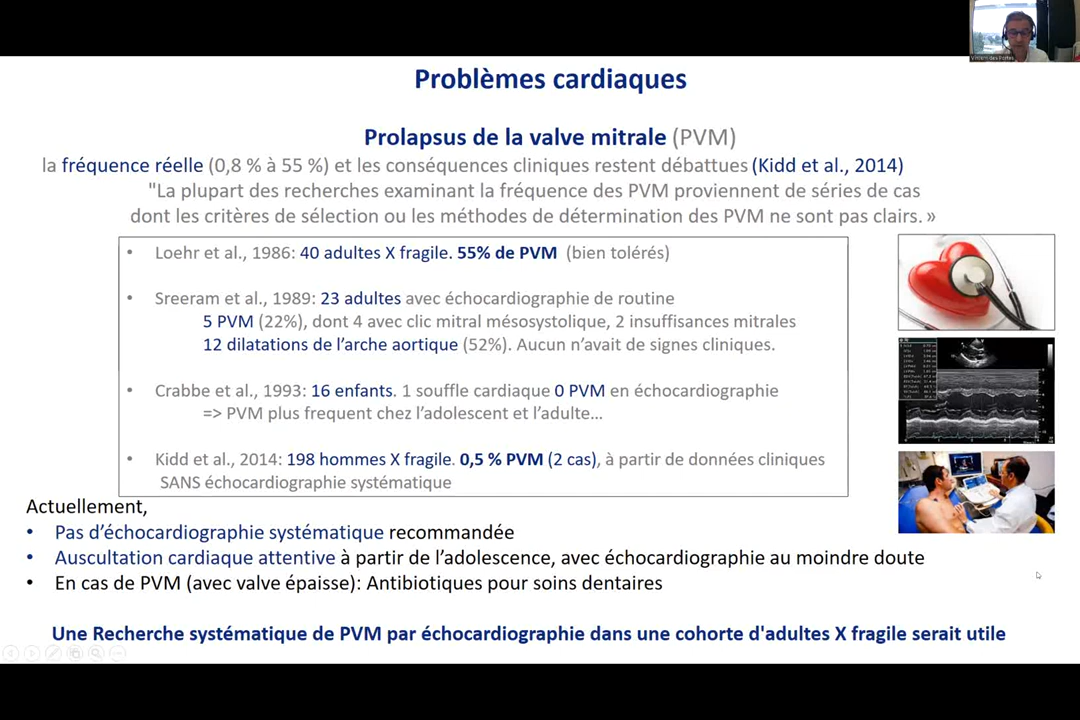 Problèmes cardiaques
Prolapsus de la valve mitrale (PVM)
la fréquence réelle (0,8 % à 55 %) et les conséquences cliniques restent débattues (Kidd et al., 2014)
"La plupart des recherches examinant la fréquence des PVM proviennent de séries de cas
dont les critères de sélection ou les méthodes de détermination des PVM ne sont pas clairs. »
• Loehr et al., 1986: 40 adultes X fragile. 55% de PVM (bien tolérés)
• Sreeram et al., 1989: 23 adultes avec échocardiographie de routine
5 PVM (22%), dont 4 avec clic mitral mésosystolique, 2 insuffisances mitrales
12 dilatations de l'arche aortique (52%). Aucun n'avait de signes cliniques.
• Crabbe et al., 1993: 16 enfants. 1 souffle cardiaque 0 PVM en échocardiographie
=> PVM plus frequent chez l'adolescent et l'adulte…
• Kidd et al., 2014: 198 hommes X fragile. 0,5 % PVM (2 cas), à partir de données cliniques
SANS échocardiographie systématique
Actuellement,
• Pas d'échocardiographie systématique recommandée
• Auscultation cardiaque attentive à partir de l'adolescence, avec échocardiographie au moindre doute
• En cas de PVM (avec valve épaisse): Antibiotiques pour soins dentaires
Une Recherche systématique de PVM par échocardiographie dans une cohorte d'adultes X fragile serait utile